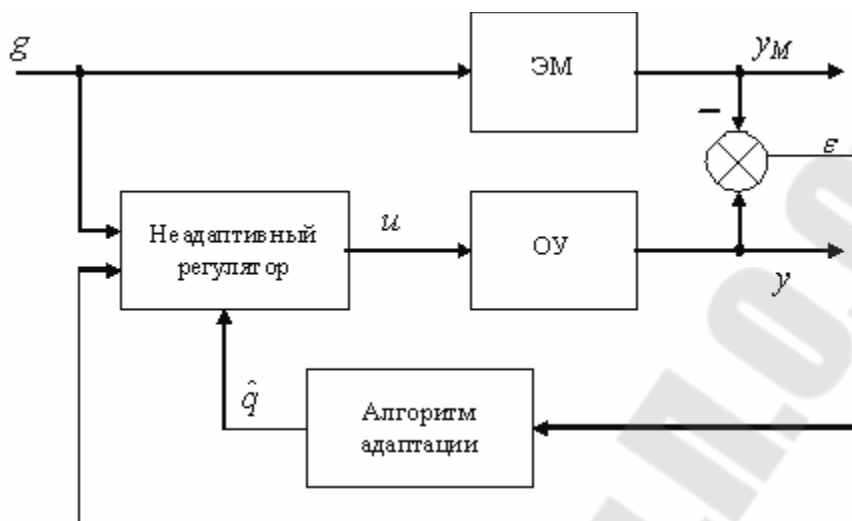 g
ЭМ
y_M
−
ε
Неадаптивный
регулятор
u
ОУ
y
q̂
Алгоритм
адаптации